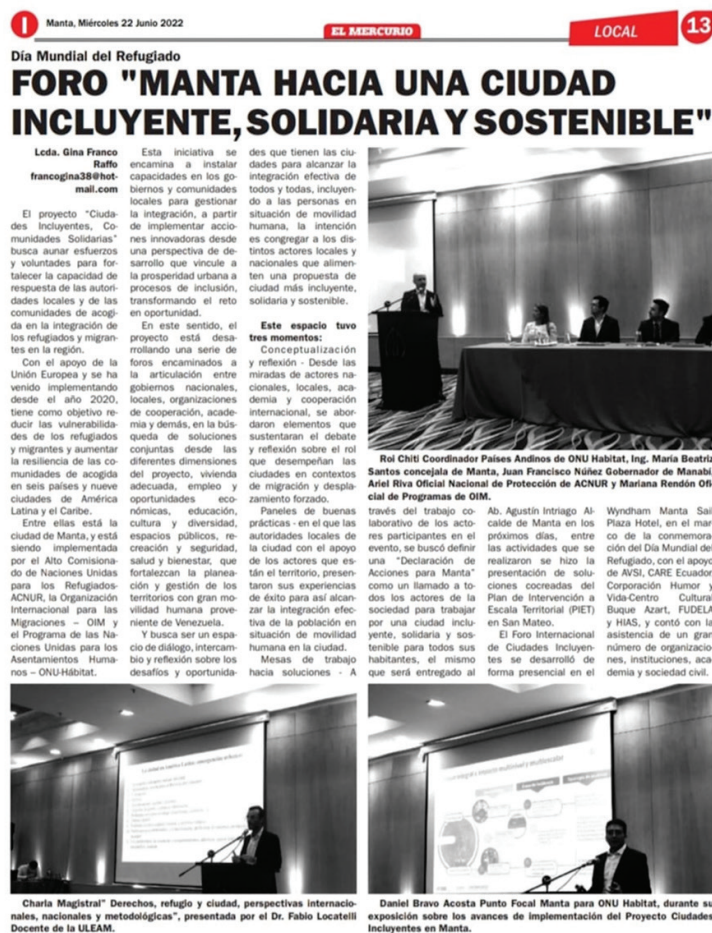 Manta, Miércoles 22 Junio 2022
EL MERCURIO
LOCAL
13
Día Mundial del Refugiado
FORO "MANTA HACIA UNA CIUDAD
INCLUYENTE, SOLIDARIA Y SOSTENIBLE"
Lcda. Gina Franco
Raffo
francogina38@hot-
mail.com
El proyecto "Ciuda-
des Incluyentes, Co-
munidades Solidarias"
busca aunar esfuerzos
y voluntades para for-
talecer la capacidad de
respuesta de las autori-
dades locales y de las
comunidades de acogi-
da en la integración de
los refugiados y migran-
tes en la región.
Con el apoyo de la
Unión Europea y se ha
venido implementando
desde el año 2020,
tiene como objetivo re-
ducir las vulnerabilida-
des de los refugiados
y migrantes y aumentar
la resiliencia de las co-
munidades de acogida
en seis países y nueve
ciudades de América
Latina y el Caribe.
Entre ellas está la
ciudad de Manta, y está
siendo implementada
por el Alto Comisiona-
do de Naciones Unidas
para los Refugiados-
ACNUR, la Organización
Internacional para las
Migraciones – OIM y
el Programa de las Na-
ciones Unidas para los
Asentamientos Huma-
nos – ONU-Hábitat.
Esta iniciativa se
encamina a instalar
capacidades en los go-
biernos y comunidades
locales para gestionar
la integración, a partir
de implementar accio-
nes innovadoras desde
una perspectiva de de-
sarrollo que vincule a
la prosperidad urbana a
procesos de inclusión,
transformando el reto
en oportunidad.
En este sentido, el
proyecto está desa-
rrollando una serie de
foros encaminados a
la articulación entre
gobiernos nacionales,
locales, organizaciones
de cooperación, acade-
mia y demás, en la bús-
queda de soluciones
conjuntas desde las
diferentes dimensiones
del proyecto, vivienda
adecuada, empleo y
oportunidades eco-
nómicas, educación,
cultura y diversidad,
espacios públicos, re-
creación y seguridad,
salud y bienestar, que
fortalezcan la planea-
ción y gestión de los
territorios con gran mo-
vilidad humana prove-
niente de Venezuela.
Y busca ser un espa-
cio de diálogo, intercam-
bio y reflexión sobre los
desafíos y oportunida-
des que tienen las ciu-
dades para alcanzar la
integración efectiva de
todos y todas, incluyen-
do a las personas en
situación de movilidad
humana, la intención
es congregar a los dis-
tintos actores locales y
nacionales que alimen-
ten una propuesta de
ciudad más incluyente,
solidaria y sostenible.
Este espacio tuvo
tres momentos:
Conceptualización
y reflexión - Desde las
miradas de actores na-
cionales, locales, aca-
demia y cooperación
internacional, se abor-
daron elementos que
sustentaran el debate
y reflexión sobre el rol
que desempeñan las
ciudades en contextos
de migración y despla-
zamiento forzado.
Paneles de buenas
prácticas - en el que las
autoridades locales de
la ciudad con el apoyo
de los actores que es-
tán el territorio, presen-
taron sus experiencias
de éxito para así alcan-
zar la integración efec-
tiva de la población en
situación de movilidad
humana en la ciudad.
Mesas de trabajo
hacia soluciones - A
Roi Chiti Coordinador Países Andinos de ONU Habitat, Ing. María Beatriz
Santos concejala de Manta, Juan Francisco Núñez Gobernador de Manabí,
Ariel Riva Oficial Nacional de Protección de ACNUR y Mariana Rendón Ofi-
cial de Programas de OIM.
través del trabajo co-
laborativo de los acto-
res participantes en el
evento, se buscó definir
una "Declaración de
Acciones para Manta"
como un llamado a to-
dos los actores de la
sociedad para trabajar
por una ciudad inclu-
yente, solidaria y sos-
tenible para todos sus
habitantes, el mismo
que será entregado al
Ab. Agustín Intriago Al-
calde de Manta en los
próximos días, entre
las actividades que se
realizaron se hizo la
presentación de solu-
ciones cocreadas del
Plan de Intervención a
Escala Territorial (PIET)
en San Mateo.
El Foro Internacional
de Ciudades Incluyen-
tes se desarrolló de
forma presencial en el
Wyndham Manta Sail
Plaza Hotel, en el mar-
co de la conmemora-
ción del Día Mundial del
Refugiado, con el apoyo
de AVSI, CARE Ecuador
Corporación Humor y
Vida-Centro Cultural
Buque Azart, FUDELA
y HIAS, y contó con la
asistencia de un gran
número de organizacio-
nes, instituciones, aca-
demia y sociedad civil.
Charla Magistral" Derechos, refugio y ciudad, perspectivas internacio-
nales, nacionales y metodológicas", presentada por el Dr. Fabio Locatelli
Docente de la ULEAM.
Daniel Bravo Acosta Punto Focal Manta para ONU Habitat, durante su
exposición sobre los avances de implementación del Proyecto Ciudades
Incluyentes en Manta.